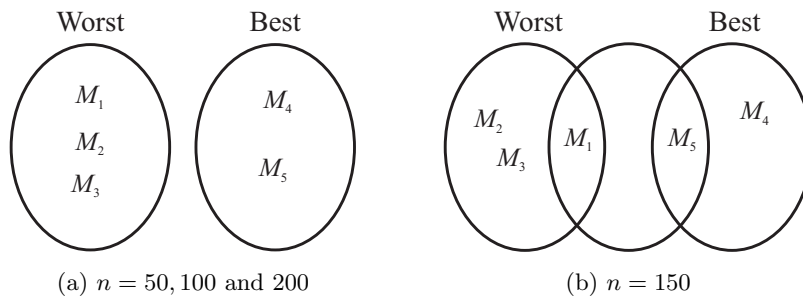 Worst Best Worst Best
M₁ M₄ M₂ M₁ M₅ M₄
M₂ M₃
M₃ M₅
(a) n = 50, 100 and 200 (b) n = 150